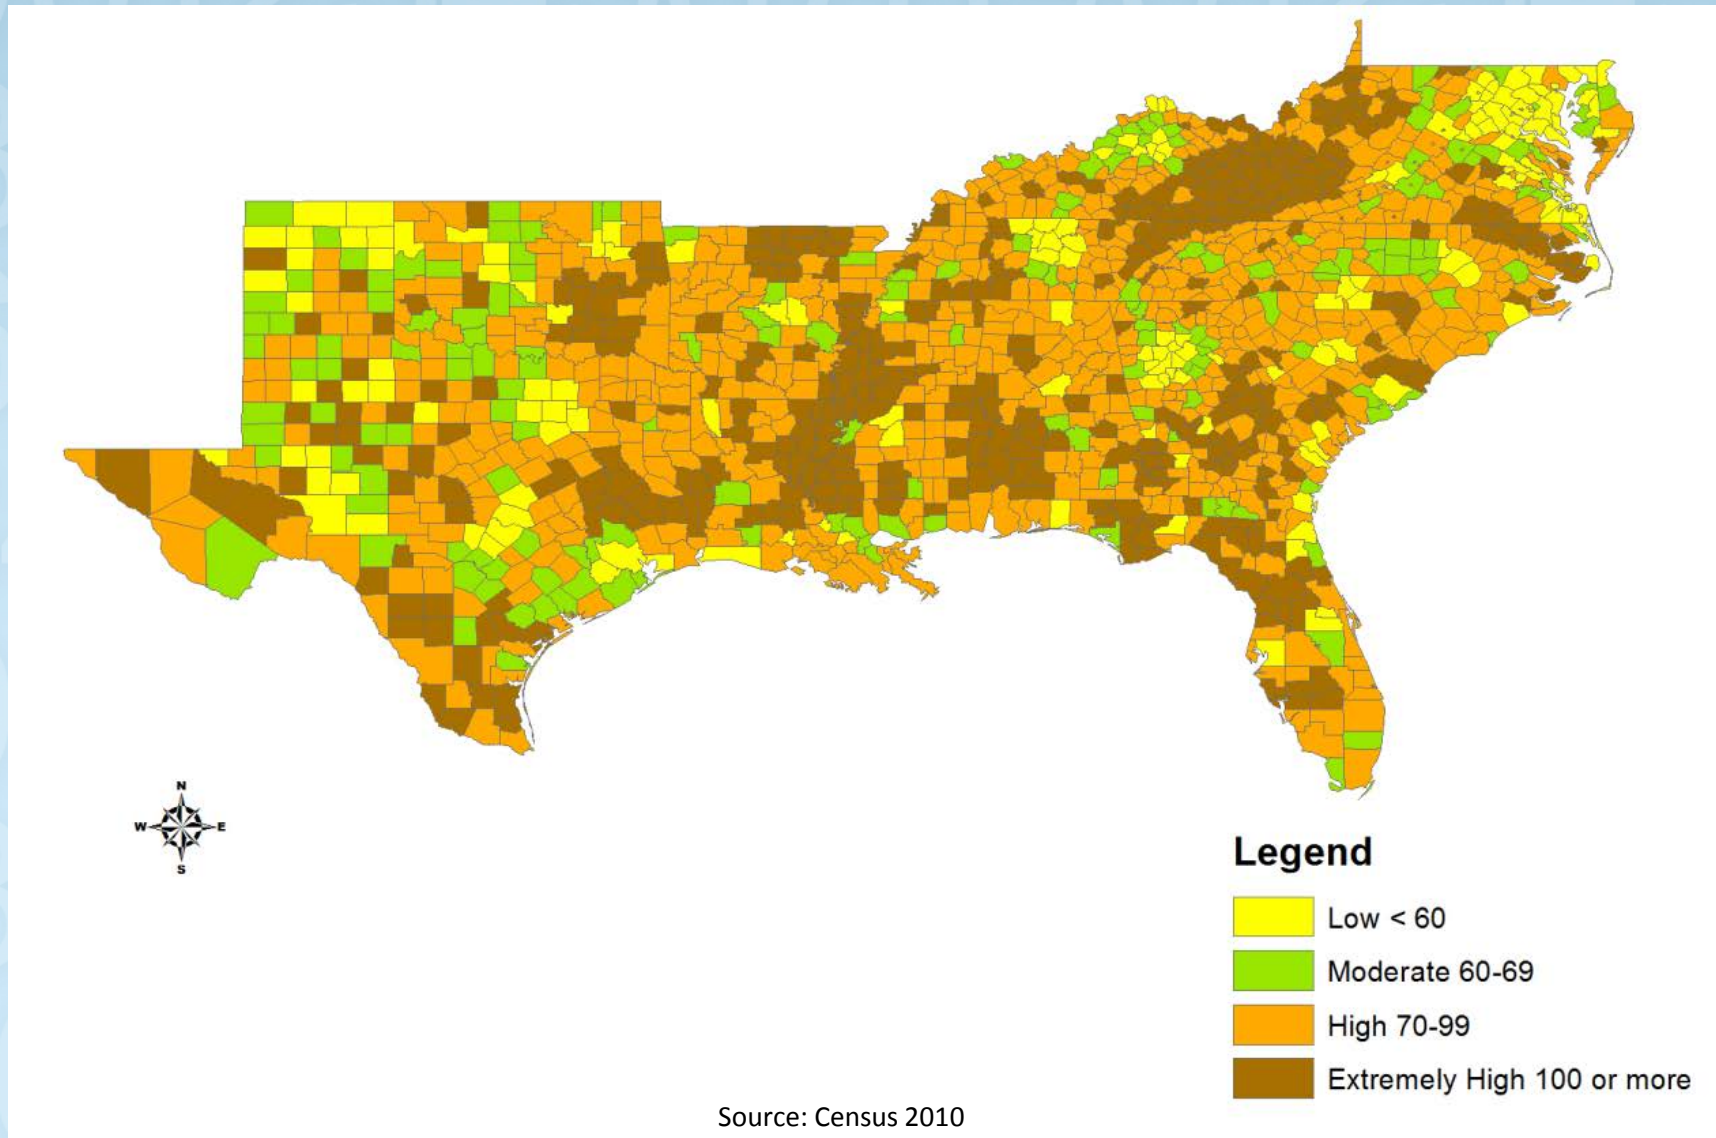 N
W
E
S
Legend
Low < 60
Moderate 60-69
High 70-99
Extremely High 100 or more
Source: Census 2010